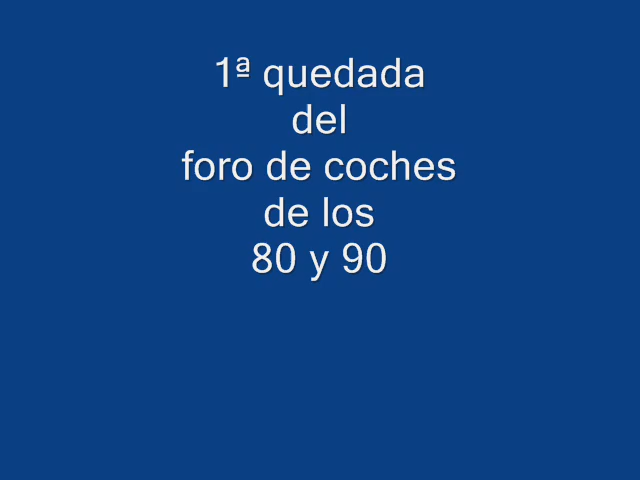 1ª quedada
del
foro de coches
de los
80 y 90